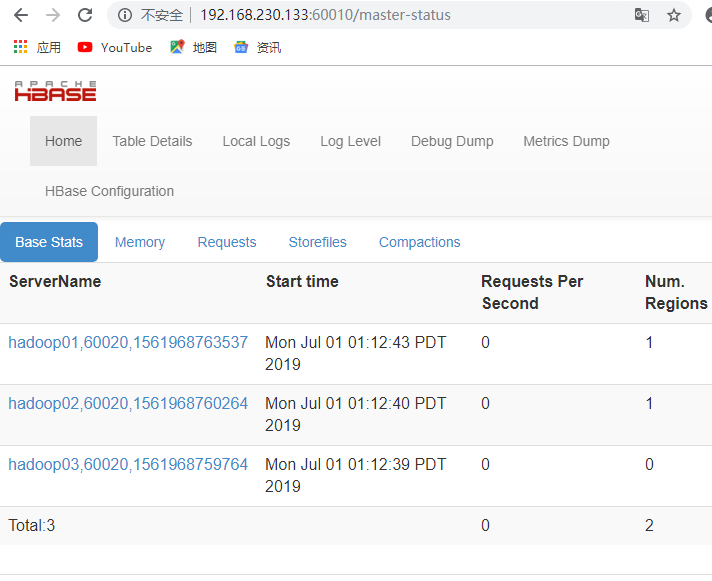 不安全 192.168.230.133:60010/master-status
应用 YouTube 地图 资讯
APACHE
HBASE
Home Table Details Local Logs Log Level Debug Dump Metrics Dump
HBase Configuration
Base Stats Memory Requests Storefiles Compactions
ServerName Start time Requests Per Num.
Second Regions
hadoop01,60020,1561968763537 Mon Jul 01 01:12:43 PDT 0 1
2019
hadoop02,60020,1561968760264 Mon Jul 01 01:12:40 PDT 0 1
2019
hadoop03,60020,1561968759764 Mon Jul 01 01:12:39 PDT 0 0
2019
Total:3 0 2